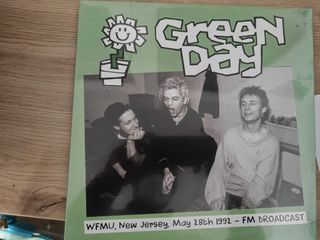 GREEN
DAY
WFMU, NEW JERSEY, MAY 28TH 1992 - FM BROADCAST